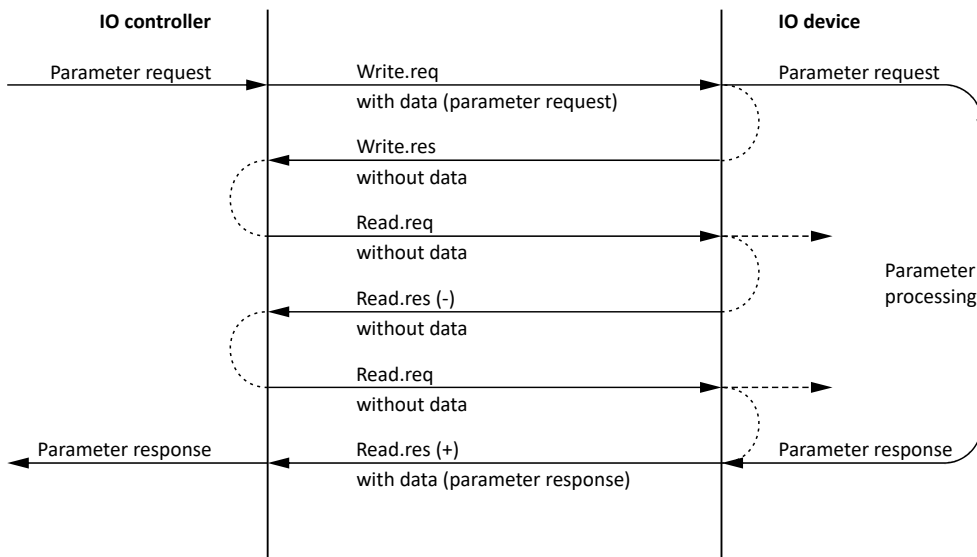 IO controller
IO device
Parameter request
Write.req
Parameter request
with data (parameter request)
Write.res
without data
Read.req
without data
Parameter
processing
Read.res (-)
without data
Read.req
without data
Parameter response
Read.res (+)
Parameter response
with data (parameter response)